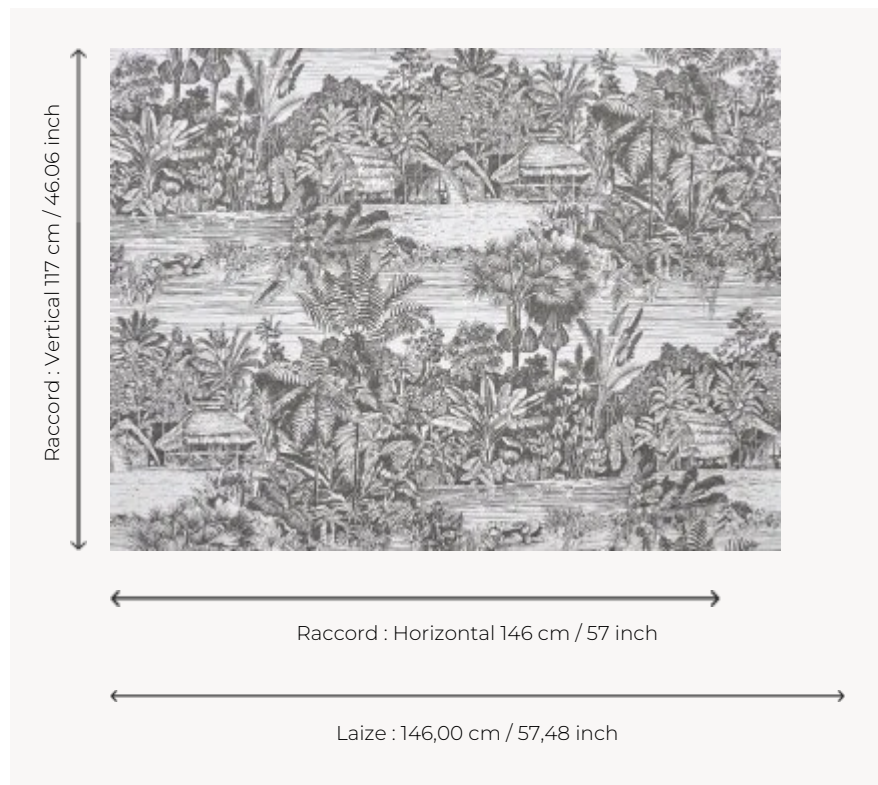 Raccord : Vertical 117 cm / 46.06 inch
Raccord : Horizontal 146 cm / 57 inch
Laize : 146,00 cm / 57,48 inch